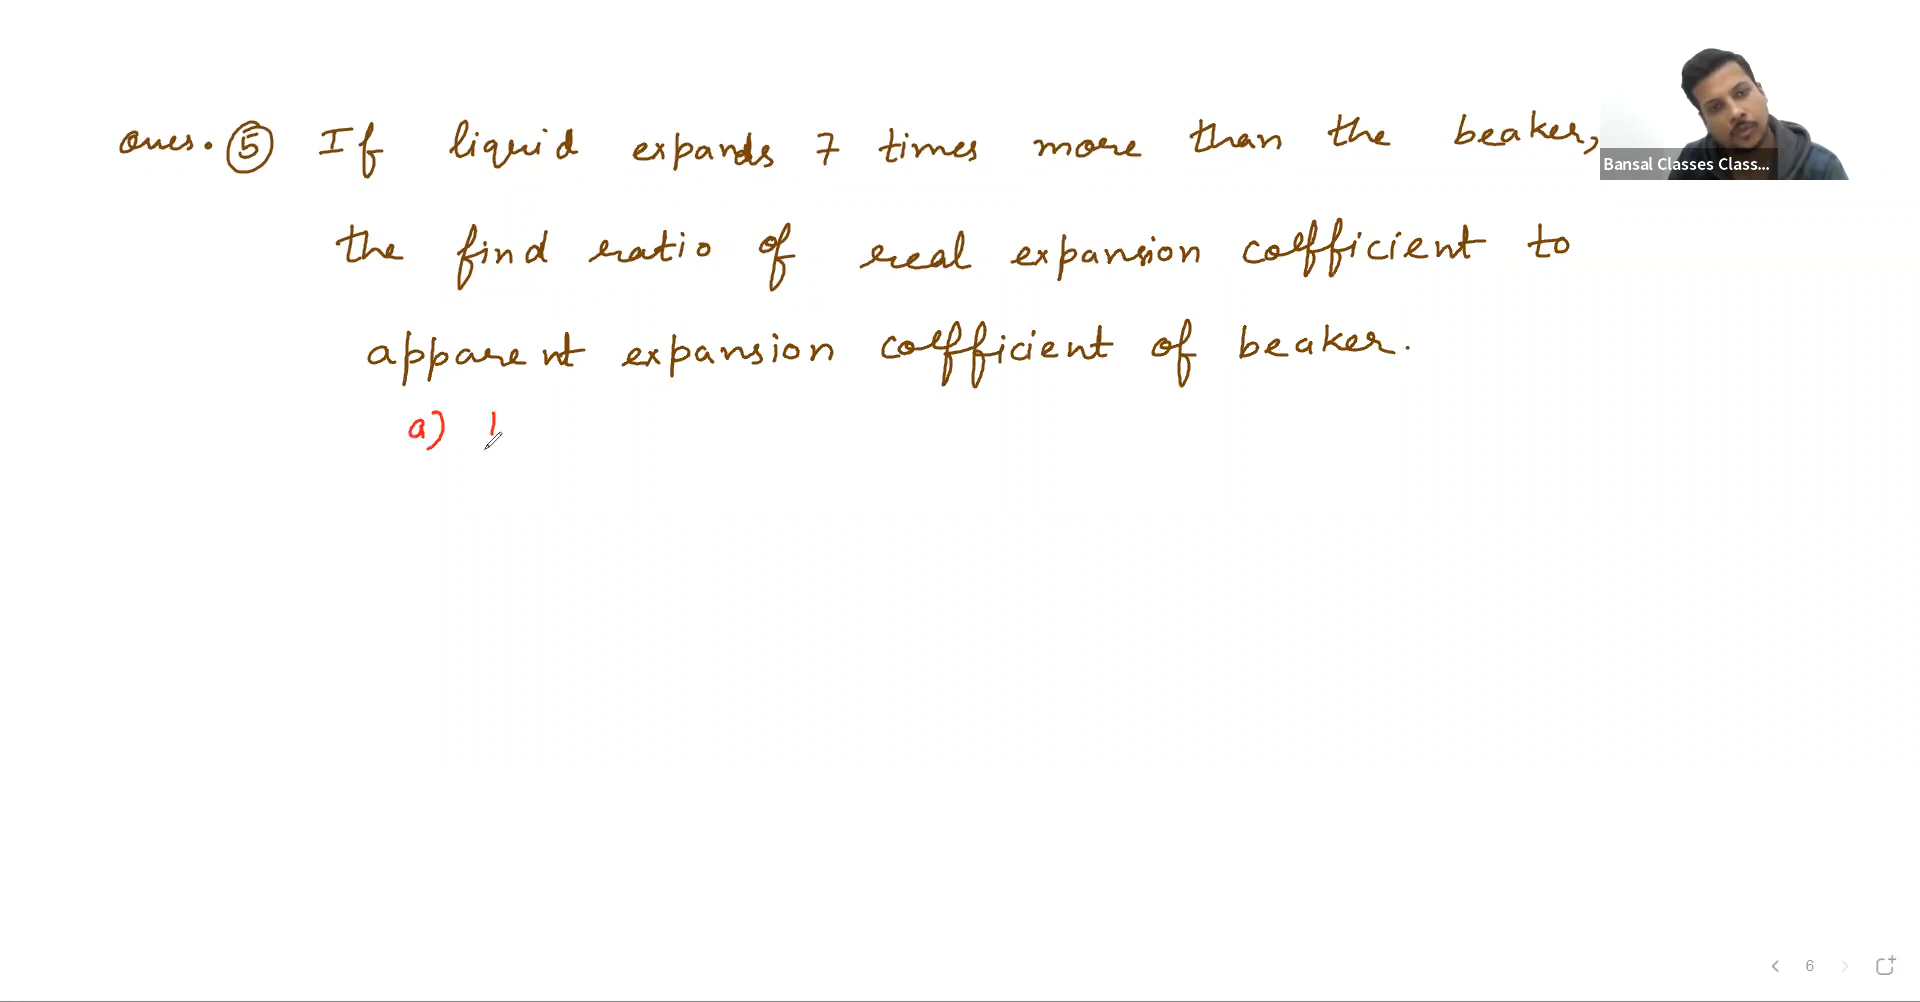 Ques. ⑤ If liquid expands 7 times more than the beaker,
Bansal Classes Class...
the find ratio of real expansion coefficient to
apparent expansion coefficient of beaker.
a) 1
6